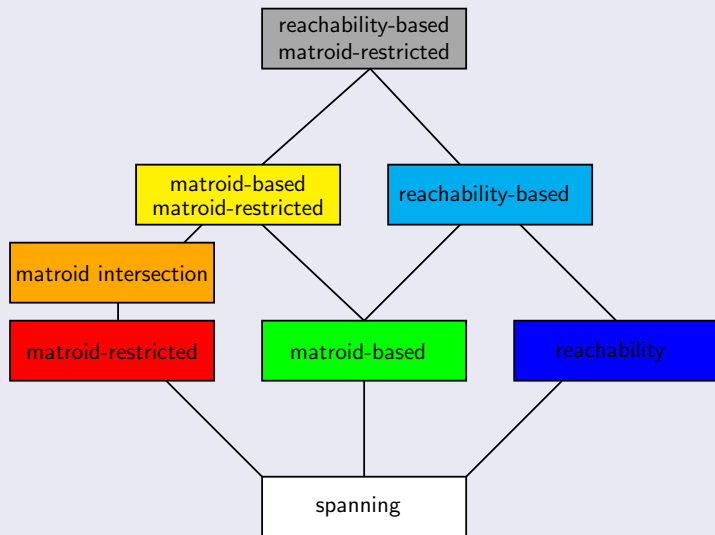 reachability-based
matroid-restricted
matroid-based
matroid-restricted
reachability-based
matroid intersection
matroid-restricted
matroid-based
reachability
spanning